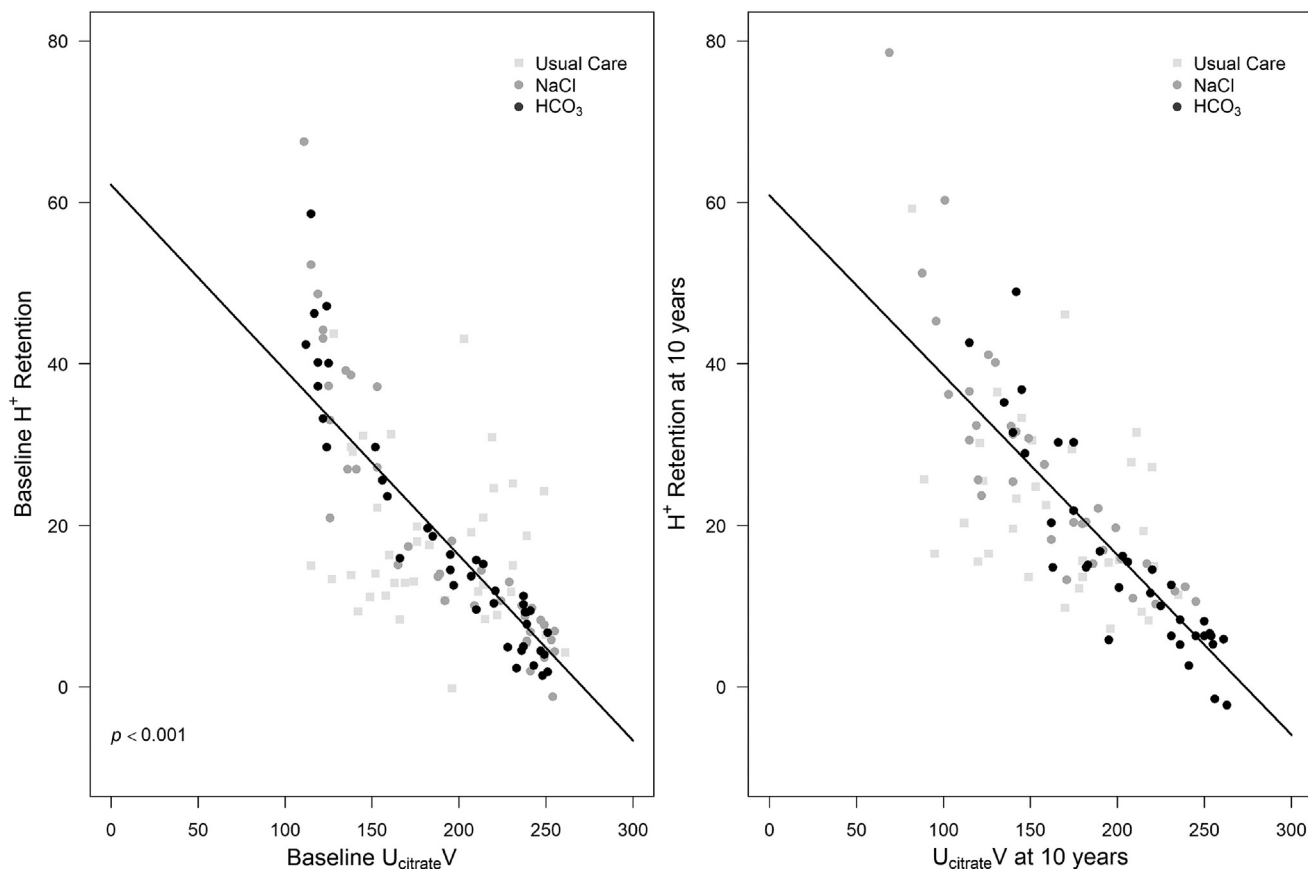 80
60
40
20
0
Baseline H+ Retention
Usual Care
NaCl
HCO3
p < 0.001
0 50 100 150 200 250 300
Baseline UcitrateV
80
60
40
20
0
H+ Retention at 10 years
Usual Care
NaCl
HCO3
0 50 100 150 200 250 300
UcitrateV at 10 years